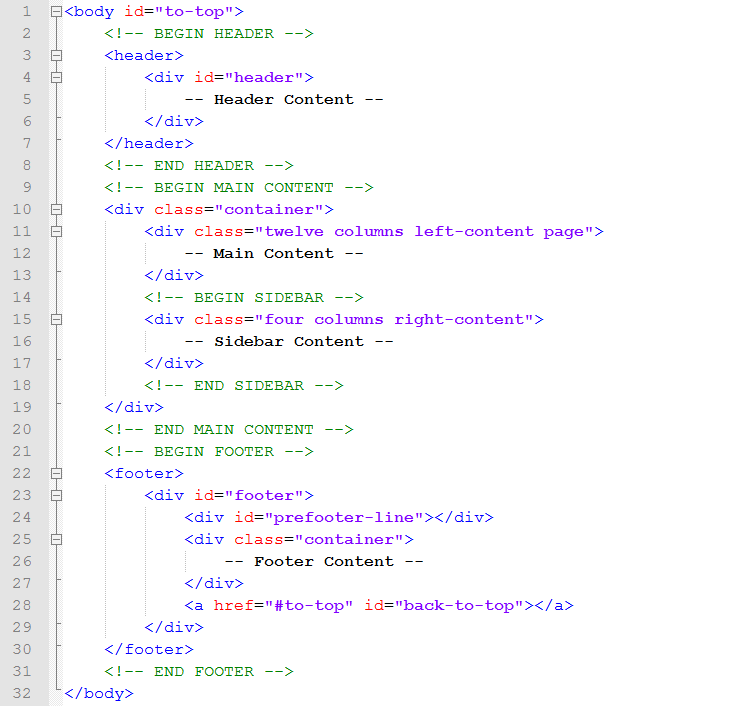 1 <body id="to-top">
2 <!-- BEGIN HEADER -->
3 <header>
4 <div id="header">
5 -- Header Content --
6 </div>
7 </header>
8 <!-- END HEADER -->
9 <!-- BEGIN MAIN CONTENT -->
10 <div class="container">
11 <div class="twelve columns left-content page">
12 -- Main Content --
13 </div>
14 <!-- BEGIN SIDEBAR -->
15 <div class="four columns right-content">
16 -- Sidebar Content --
17 </div>
18 <!-- END SIDEBAR -->
19 </div>
20 <!-- END MAIN CONTENT -->
21 <!-- BEGIN FOOTER -->
22 <footer>
23 <div id="footer">
24 <div id="prefooter-line"></div>
25 <div class="container">
26 -- Footer Content --
27 </div>
28 <a href="#to-top" id="back-to-top"></a>
29 </div>
30 </footer>
31 <!-- END FOOTER -->
32 </body>